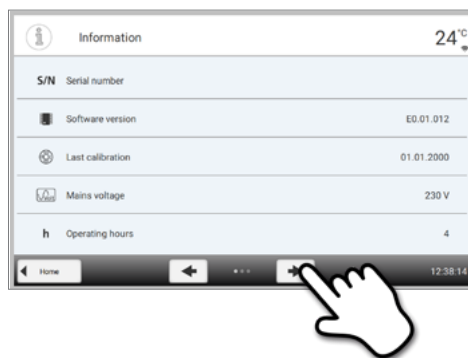 Information
24°C
S/N Serial number
Software version E0.01.012
Last calibration 01.01.2000
Mains voltage 230 V
h Operating hours 4
Home 12:38:14